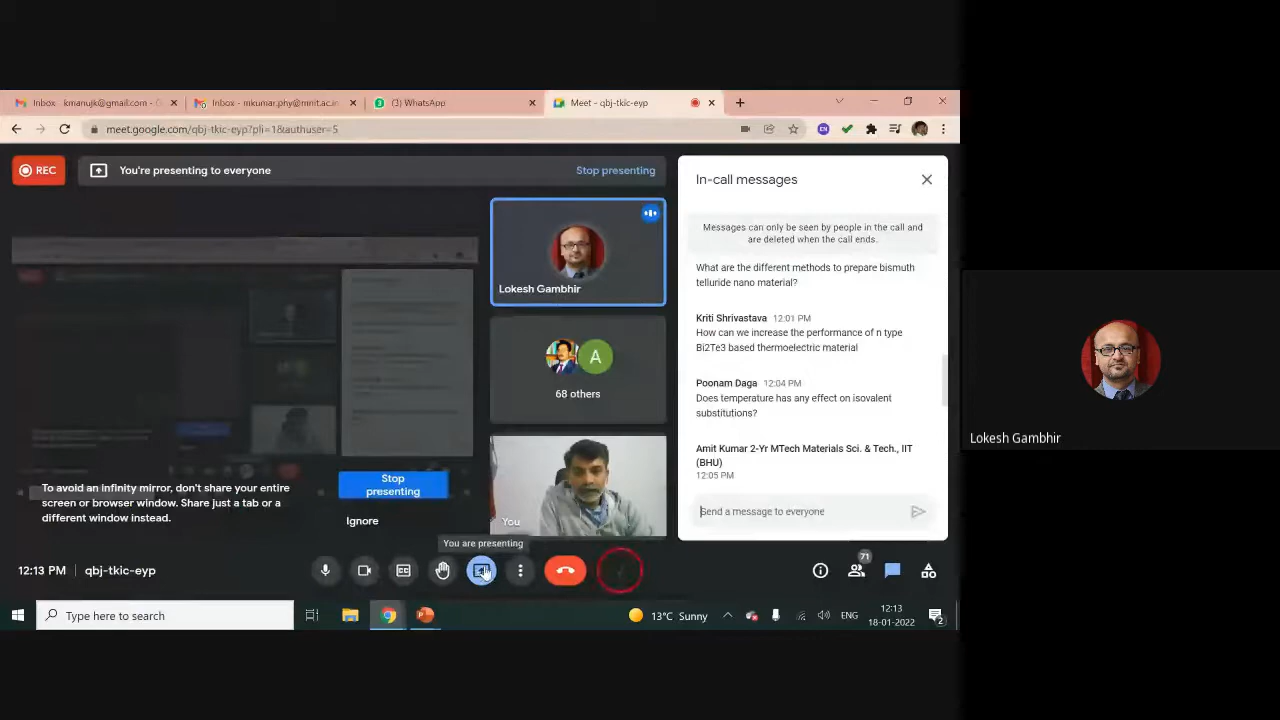 Inbox - kmanujk@gmail.com -
Inbox - mkumar.phy@mnit.ac.in
(3) WhatsApp
Meet - qbj-tkic-eyp
meet.google.com/qbj-tkic-eyp?pli=1&authuser=5
REC
You're presenting to everyone
Stop presenting
Lokesh Gambhir
A
68 others
You
To avoid an infinity mirror, don't share your entire
screen or browser window. Share just a tab or a
different window instead.
Stop
presenting
Ignore
You are presenting
In-call messages
Messages can only be seen by people in the call and
are deleted when the call ends.
What are the different methods to prepare bismuth
telluride nano material?
Kriti Shrivastava 12:01 PM
How can we increase the performance of n type
Bi2Te3 based thermoelectric material
Poonam Daga 12:04 PM
Does temperature has any effect on isovalent
substitutions?
Amit Kumar 2-Yr MTech Materials Sci. & Tech., IIT
(BHU)
12:05 PM
Send a message to everyone
12:13 PM
qbj-tkic-eyp
71
Type here to search
13°C Sunny
ENG
12:13
18-01-2022
2
Lokesh Gambhir